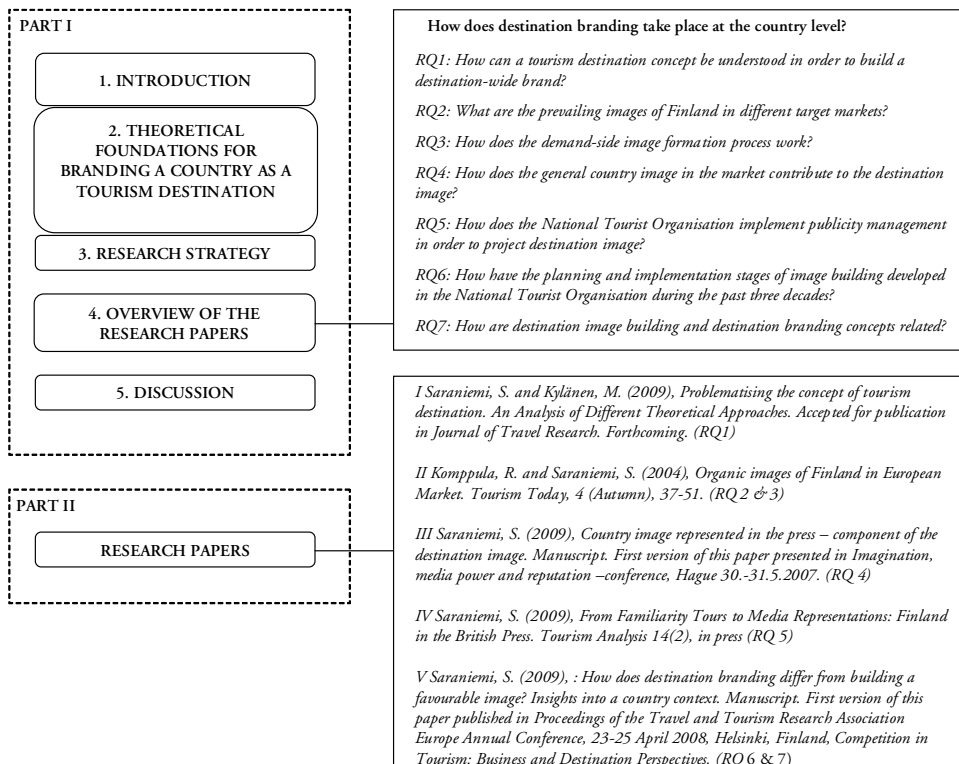 PART I
1. INTRODUCTION
2. THEORETICAL
FOUNDATIONS FOR
BRANDING A COUNTRY AS A
TOURISM DESTINATION
3. RESEARCH STRATEGY
4. OVERVIEW OF THE
RESEARCH PAPERS
5. DISCUSSION
PART II
RESEARCH PAPERS
How does destination branding take place at the country level?
RQ1: How can a tourism destination concept be understood in order to build a
destination-wide brand?
RQ2: What are the prevailing images of Finland in different target markets?
RQ3: How does the demand-side image formation process work?
RQ4: How does the general country image in the market contribute to the destination
image?
RQ5: How does the National Tourist Organisation implement publicity management
in order to project destination image?
RQ6: How have the planning and implementation stages of image building developed
in the National Tourist Organisation during the past three decades?
RQ7: How are destination image building and destination branding concepts related?
I Saraniemi, S. and Kylänen, M. (2009), Problematising the concept of tourism
destination. An Analysis of Different Theoretical Approaches. Accepted for publication
in Journal of Travel Research. Forthcoming. (RQ1)
II Komppula, R. and Saraniemi, S. (2004), Organic images of Finland in European
Market. Tourism Today, 4 (Autumn), 37-51. (RQ 2 & 3)
III Saraniemi, S. (2009), Country image represented in the press – component of the
destination image. Manuscript. First version of this paper presented in Imagination,
media power and reputation –conference, Hague 30.-31.5.2007. (RQ 4)
IV Saraniemi, S. (2009), From Familiarity Tours to Media Representations: Finland
in the British Press. Tourism Analysis 14(2), in press (RQ 5)
V Saraniemi, S. (2009), : How does destination branding differ from building a
favourable image? Insights into a country context. Manuscript. First version of this
paper published in Proceedings of the Travel and Tourism Research Association
Europe Annual Conference, 23-25 April 2008, Helsinki, Finland, Competition in
Tourism: Business and Destination Perspectives. (RQ 6 & 7)